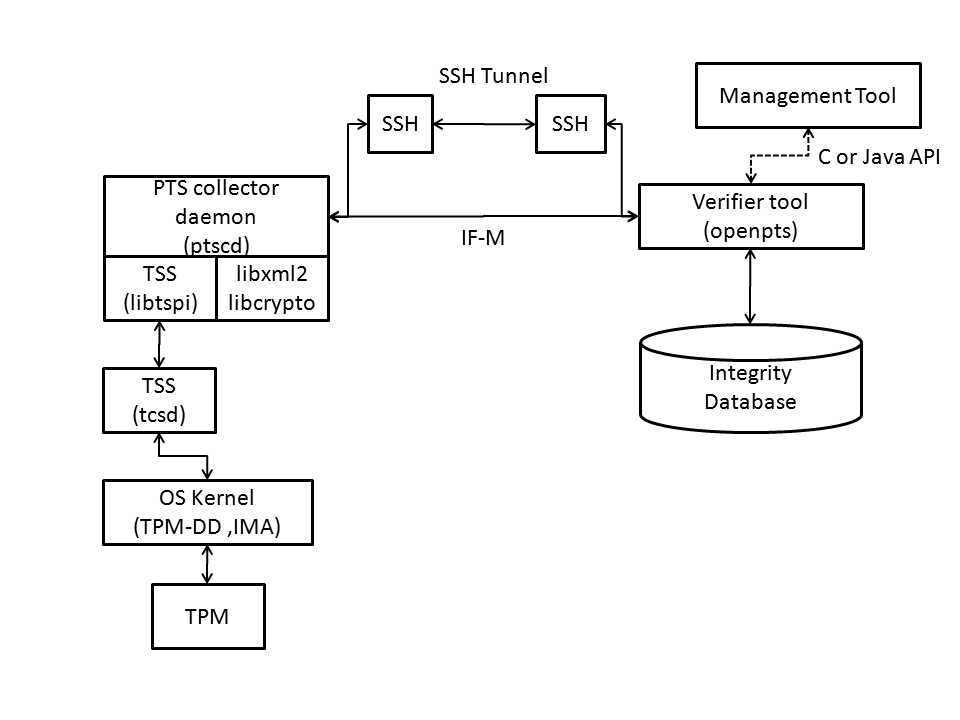 SSH Tunnel
SSH
SSH
Management Tool
C or Java API
PTS collector
daemon
(ptscd)
TSS
(libtspi)
libxml2
libcrypto
IF-M
Verifier tool
(openpts)
Integrity
Database
TSS
(tcsd)
OS Kernel
(TPM-DD ,IMA)
TPM